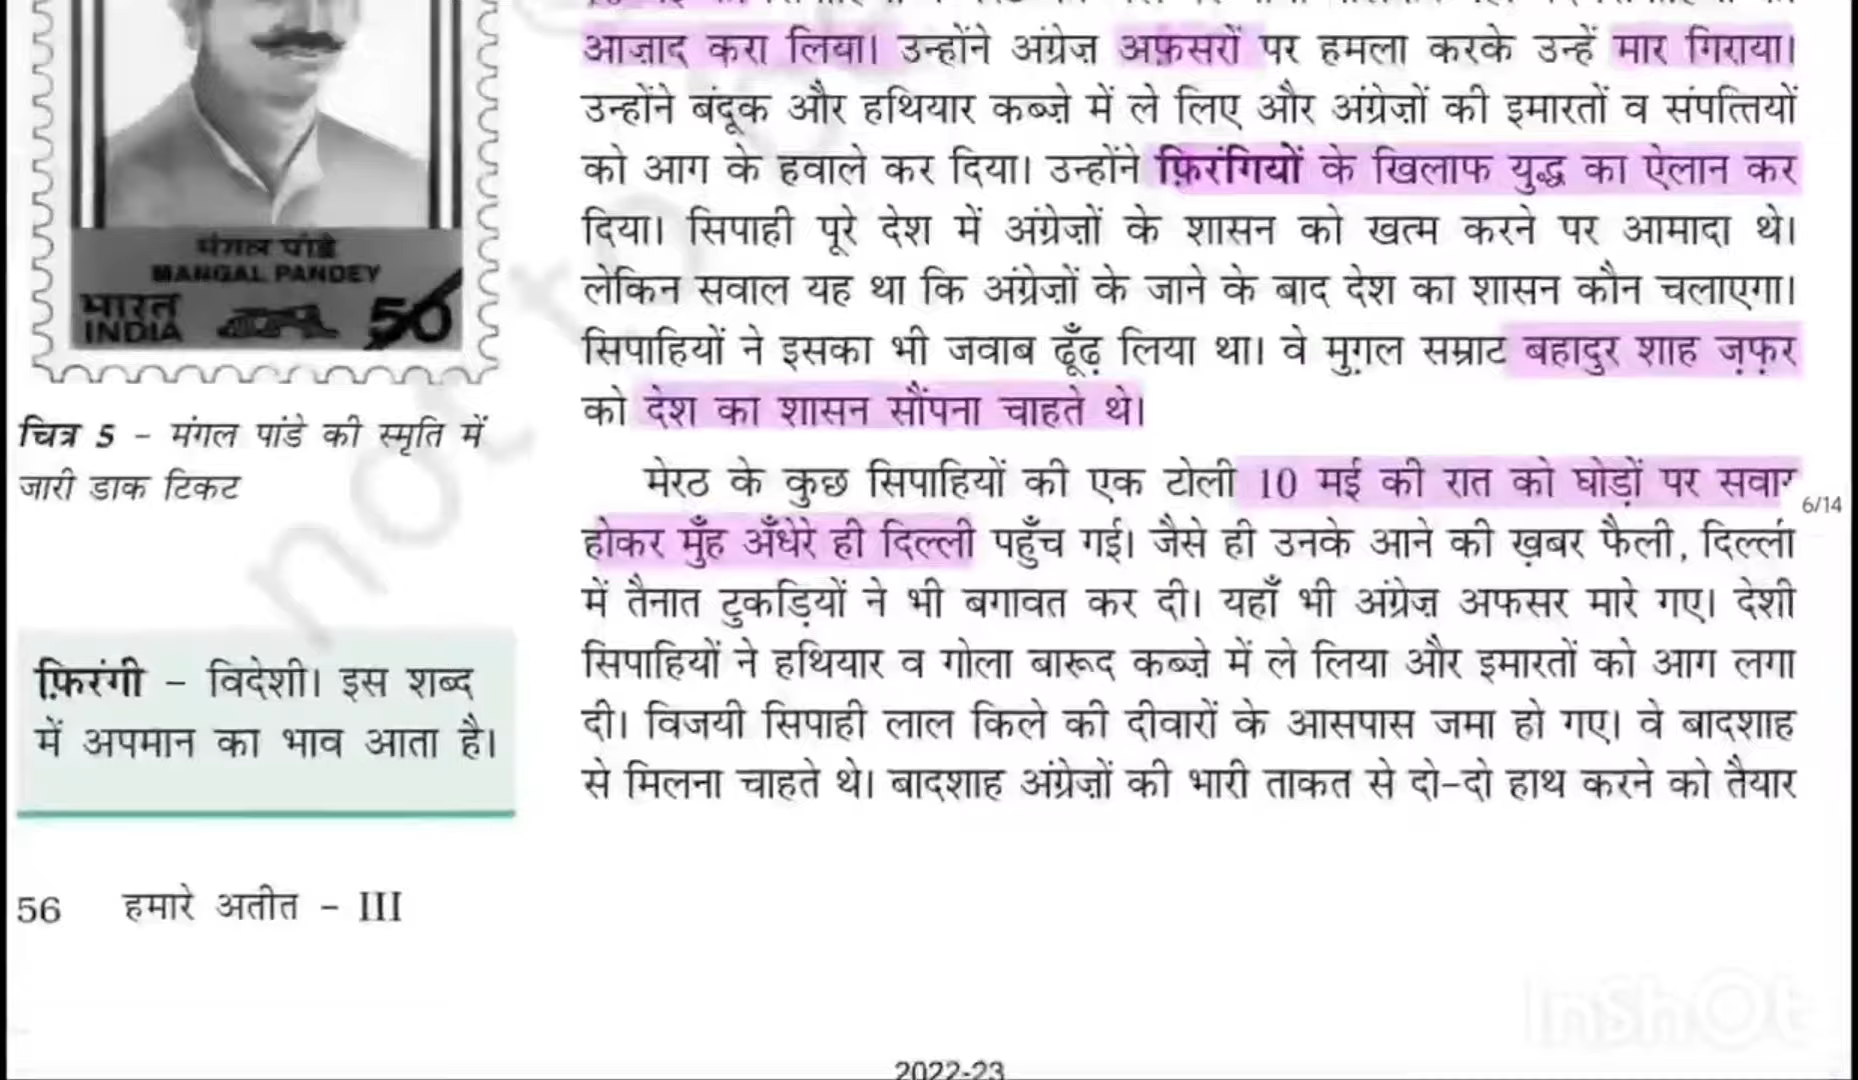 आज़ाद करा लिया। उन्होंने अंग्रेज़ अफ़सरों पर हमला करके उन्हें मार गिराया।
उन्होंने बंदूक और हथियार कब्ज़े में ले लिए और अंग्रेज़ों की इमारतों व संपत्तियों
को आग के हवाले कर दिया। उन्होंने फ़िरंगियों के खिलाफ युद्ध का ऐलान कर
दिया। सिपाही पूरे देश में अंग्रेज़ों के शासन को खत्म करने पर आमादा थे।
लेकिन सवाल यह था कि अंग्रेज़ों के जाने के बाद देश का शासन कौन चलाएगा।
सिपाहियों ने इसका भी जवाब ढूँढ़ लिया था। वे मुग़ल सम्राट बहादुर शाह ज़फ़र
को देश का शासन सौंपना चाहते थे।
मेरठ के कुछ सिपाहियों की एक टोली 10 मई की रात को घोड़ों पर सवार
होकर मुँह अँधेरे ही दिल्ली पहुँच गई। जैसे ही उनके आने की ख़बर फैली, दिल्ली
में तैनात टुकड़ियों ने भी बगावत कर दी। यहाँ भी अंग्रेज़ अफसर मारे गए। देशी
सिपाहियों ने हथियार व गोला बारूद कब्ज़े में ले लिया और इमारतों को आग लगा
दी। विजयी सिपाही लाल किले की दीवारों के आसपास जमा हो गए। वे बादशाह
से मिलना चाहते थे। बादशाह अंग्रेज़ों की भारी ताकत से दो-दो हाथ करने को तैयार
मंगल पांडे
MANGAL PANDEY
भारत
INDIA
50
चित्र 5 - मंगल पांडे की स्मृति में
जारी डाक टिकट
फ़िरंगी - विदेशी। इस शब्द
में अपमान का भाव आता है।
6/14
56 हमारे अतीत - III
InShOt
2022-23
not to